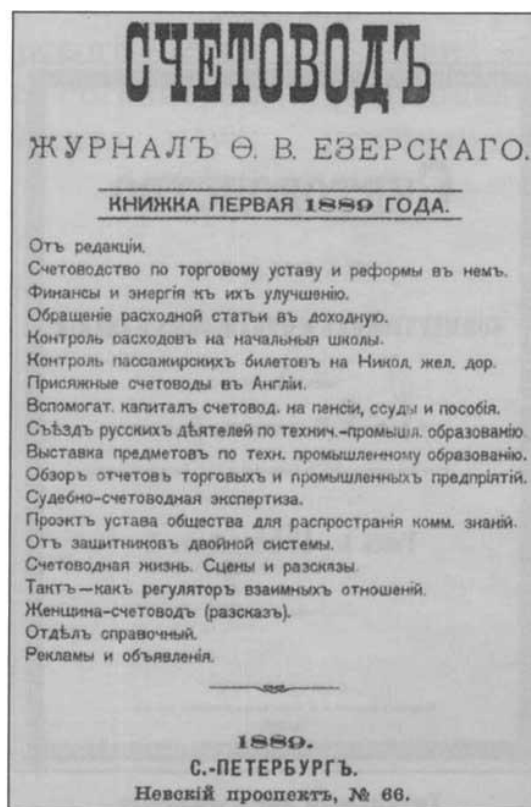 СЧЕТОВОДЪ
ЖУРНАЛЪ Ѳ. В. ЕЗЕРСКАГО.
КНИЖКА ПЕРВАЯ 1889 ГОДА.
Отъ редакціи.
Счетоводство по торговому уставу и реформы въ немъ.
Финансы и энергія къ ихъ улучшенію.
Обращеніе расходной статьи въ доходную.
Контроль расходовъ на начальныя школы.
Контроль пассажирскихъ билетовъ на Никол. жел. дор.
Присяжные счетоводы въ Англіи.
Вспомогат. капиталъ счетовод. на пенсіи, ссуды и пособія.
Съѣздъ русскихъ дѣятелей по технич.-промышл. образованію
Выставка предметовъ по техн. промышленному образованію.
Обзоръ отчетовъ торговыхъ и промышленныхъ предпріятій.
Судебно-счетоводная экспертиза.
Проэктъ устава общества для распространія комм. знаній.
Отъ защитниковъ двойной системы.
Счетоводная жизнь. Сцены и разсказы.
Тактъ—какъ регуляторъ взаимныхъ отношеній.
Женщина-счетоводъ (разсказъ).
Отдѣлъ справочный.
Рекламы и объявленія.
1889.
С.-ПЕТЕРБУРГЪ.
Невскій проспектъ, № 66.